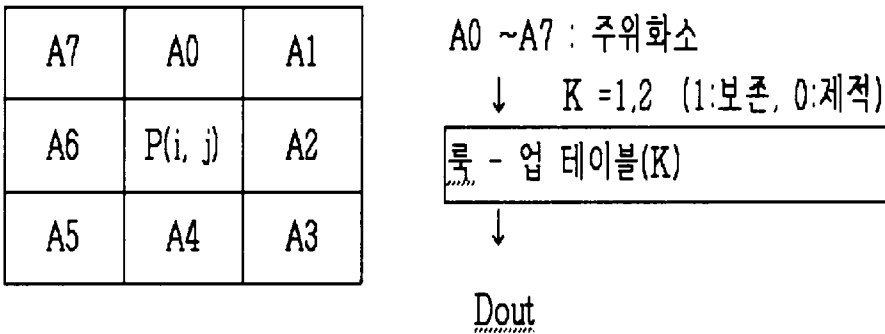 A7 A0 A1
A6 P(i, j) A2
A5 A4 A3
A0 ~A7 : 주위화소
↓ K =1,2 (1:보존, 0:제적)
룩 - 업 테이블(K)
↓
Dout